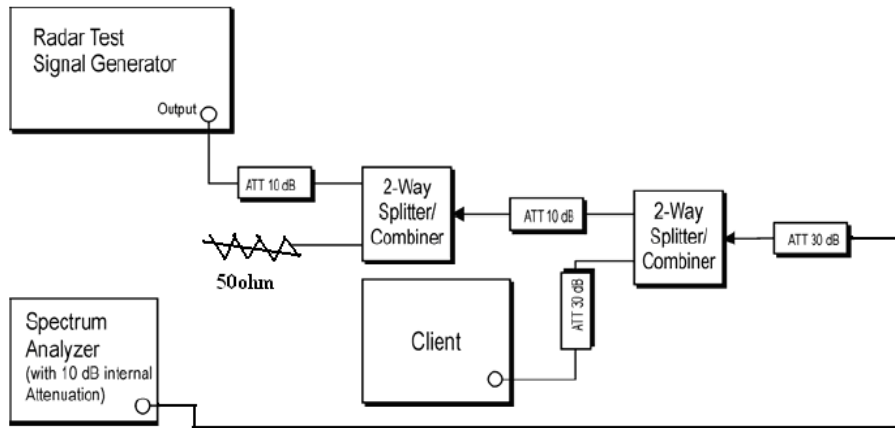 Radar Test
Signal Generator
Output
ATT 10 dB
2-Way
Splitter/
Combiner
ATT 10 dB
2-Way
Splitter/
Combiner
ATT 30 dB
50ohm
ATT 30 dB
Client
Spectrum
Analyzer
(with 10 dB internal
Attenuation)